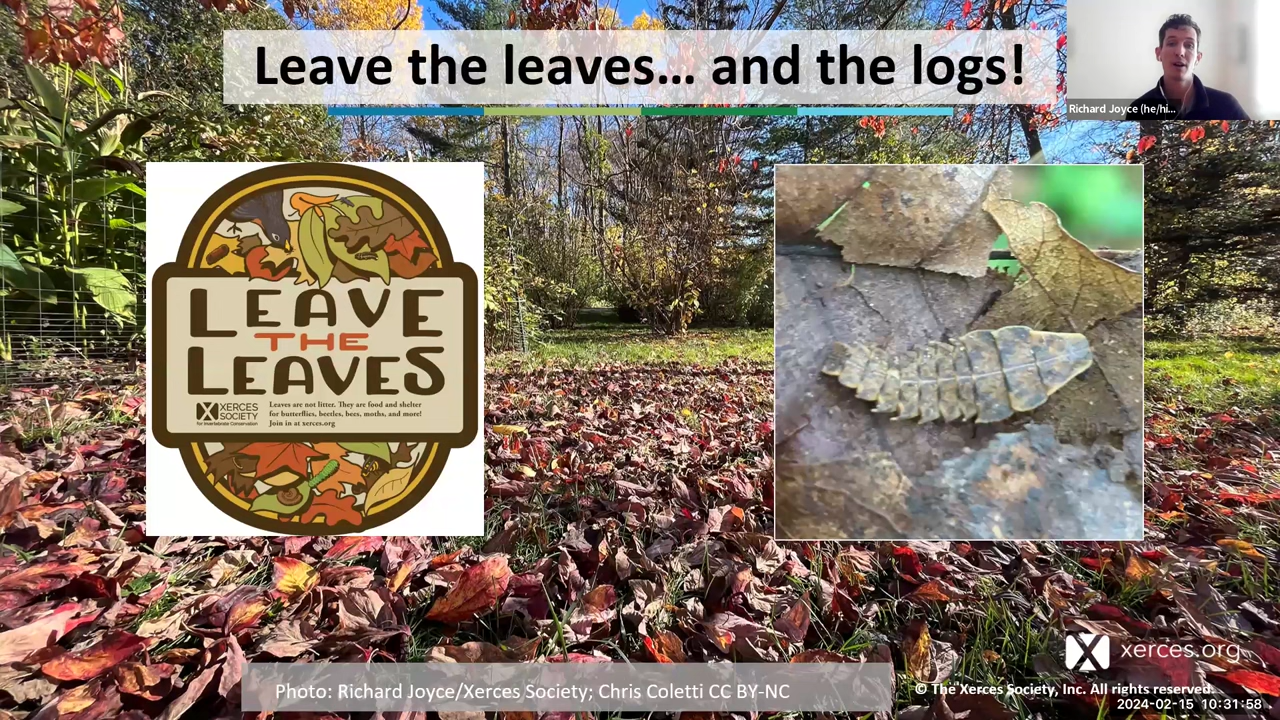 Leave the leaves... and the logs!
Richard Joyce (he/hi...
LEAVE
THE
LEAVES
XERCES
SOCIETY
for Invertebrate Conservation
Leaves are not litter. They are food and shelter
for butterflies, beetles, bees, moths, and more!
Join in at xerces.org
xerces.org
Photo: Richard Joyce/Xerces Society; Chris Coletti CC BY-NC
© The Xerces Society, Inc. All rights reserved.
2024-02-15 10:31:58